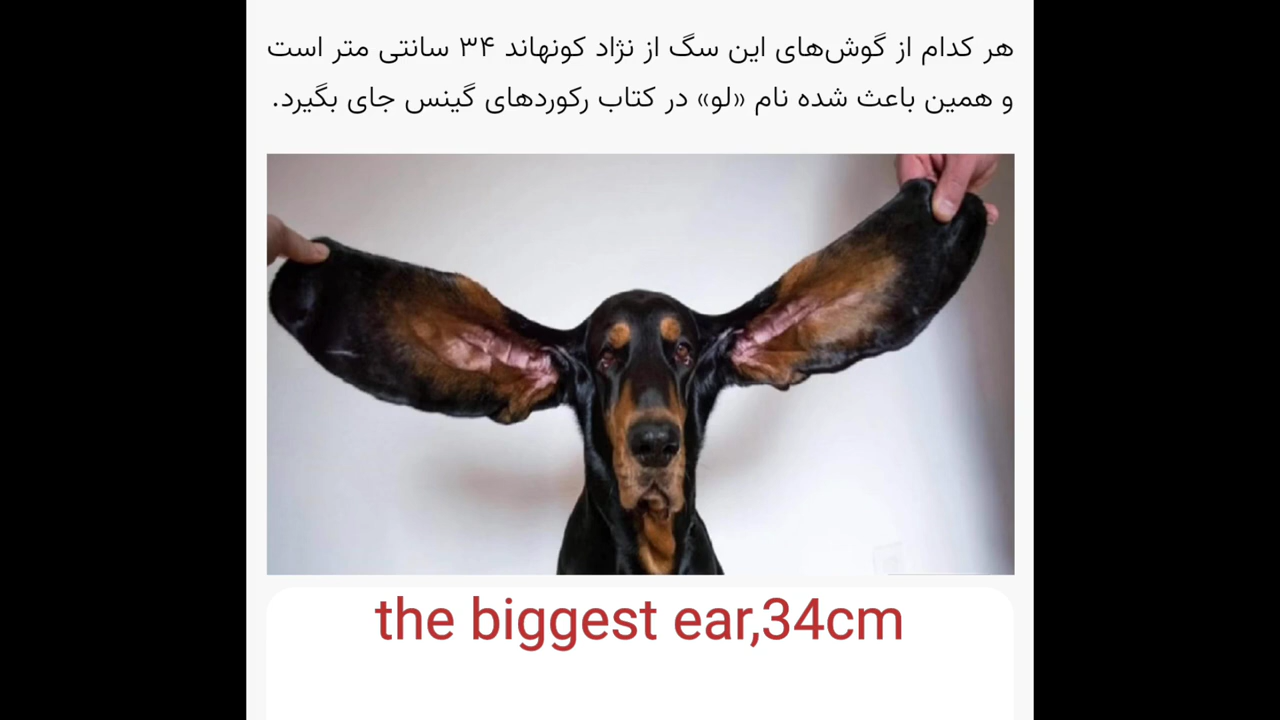 هر کدام از گوش‌های این سگ از نژاد کونهاند ۳۴ سانتی متر است
و همین باعث شده نام «لو» در کتاب رکوردهای گینس جای بگیرد.
the biggest ear,34cm